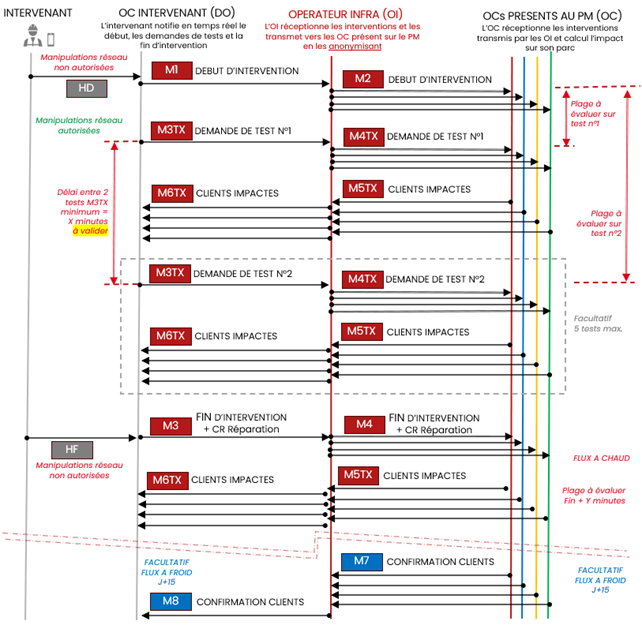 INTERVENANT
OC INTERVENANT (DO)
L'intervenant notifie en temps réel le
début, les demandes de tests et la
fin d'intervention
OPERATEUR INFRA (OI)
L'OI réceptionne les interventions et les
transmet vers les OC présent sur le PM
en les anonymisant
OCs PRESENTS AU PM (OC)
L'OC réceptionne les interventions
transmis par les OI et calcul l'impact
sur son parc
Manipulations réseau
non autorisées
HD
M1 DEBUT D'INTERVENTION
M2 DEBUT D'INTERVENTION
Plage à
évaluer sur
test n°1
Manipulations réseau
autorisées
M3TX DEMANDE DE TEST N°1
M4TX DEMANDE DE TEST N°1
Délai entre 2
tests M3TX
minimum =
X minutes
à valider
M6TX CLIENTS IMPACTES
M5TX CLIENTS IMPACTES
Plage à
évaluer sur
test n°2
M3TX DEMANDE DE TEST N°2
M4TX DEMANDE DE TEST N°2
Facultatif
5 tests max.
M6TX CLIENTS IMPACTES
M5TX CLIENTS IMPACTES
M3 FIN D'INTERVENTION
+ CR Réparation
M4 FIN D'INTERVENTION
+ CR Réparation
HF
Manipulations réseau
non autorisées
FLUX A CHAUD
M6TX CLIENTS IMPACTES
M5TX CLIENTS IMPACTES
Plage à évaluer
Fin + Y minutes
FACULTATIF
FLUX A FROID
J+15
M7 CONFIRMATION CLIENTS
FACULTATIF
FLUX A FROID
J+15
M8 CONFIRMATION CLIENTS